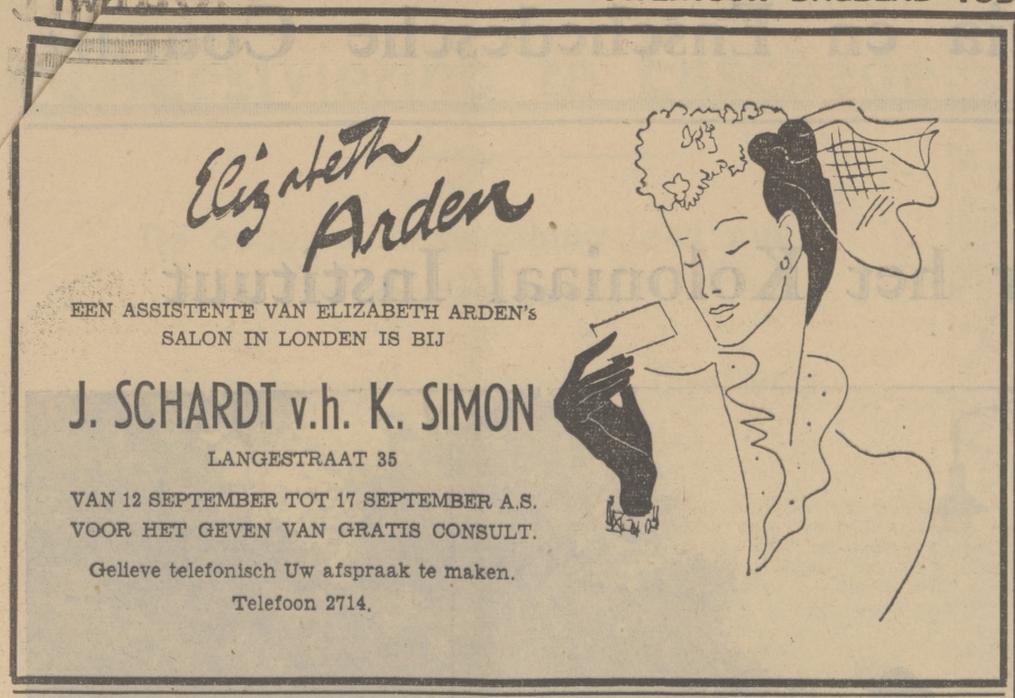 Elizabeth
Arden
EEN ASSISTENTE VAN ELIZABETH ARDEN's
SALON IN LONDEN IS BIJ
J. SCHARDT v.h. K. SIMON
LANGESTRAAT 35
VAN 12 SEPTEMBER TOT 17 SEPTEMBER A.S.
VOOR HET GEVEN VAN GRATIS CONSULT.
Gelieve telefonisch Uw afspraak te maken.
Telefoon 2714.